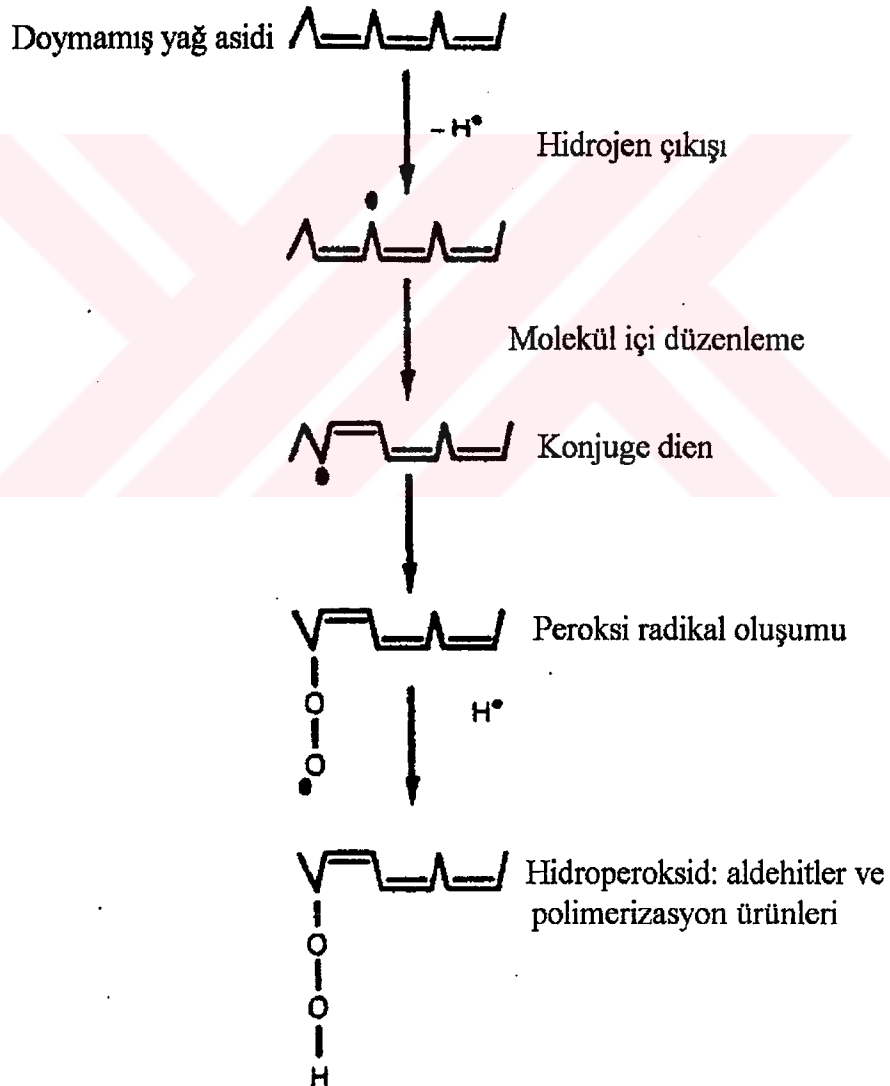 Doymamış yağ asidi
– H•
Hidrojen çıkışı
Molekül içi düzenleme
Konjuge dien
Peroksi radikal oluşumu
O
H•
O
Hidroperoksid: aldehitler ve
polimerizasyon ürünleri
O
O
H